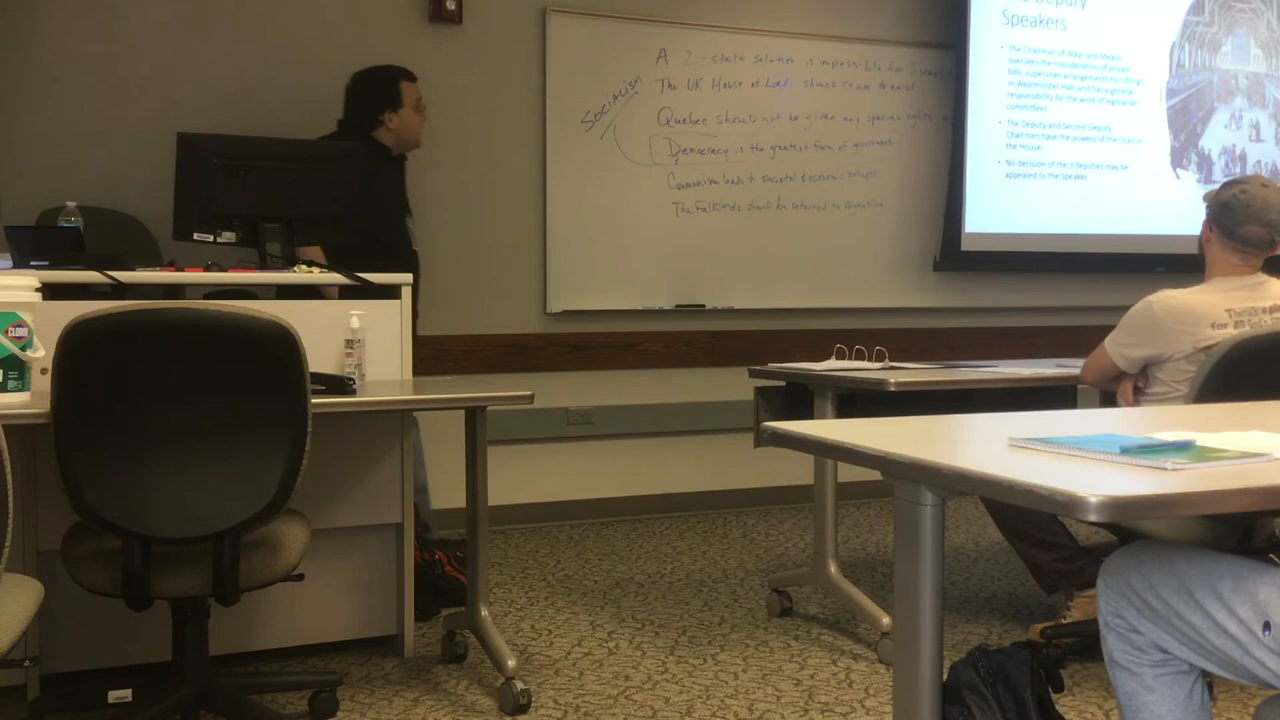 SOCIALISM
A 2-state solution is impossible for Israel
The UK House of Lords should cease to exist
Quebec should not be given any special rights
Democracy is the greatest form of government
Communism leads to societal & economic collapse
The Falklands should be returned to Argentina
Deputy
Speakers
• The Chairman of Ways and Means
oversees the consideration of private
bills, supervises arrangements for sittings
in Westminster Hall, and has a general
responsibility for the work of legislative
committees.
• The Deputy and Second Deputy
Chairmen have the powers of the Chair in
the House.
• No decision of the 3 deputies may be
appealed to the Speaker
There's a
for All God's
CLORO